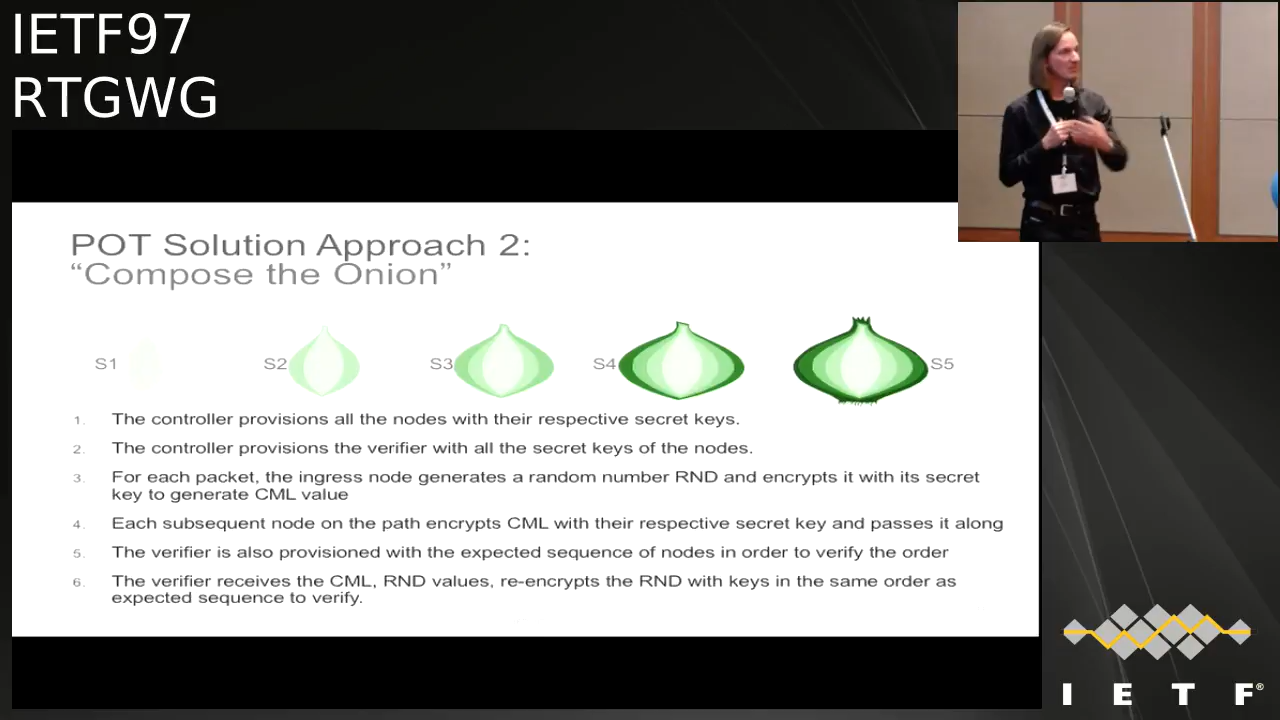 IETF97
RTGWG
POT Solution Approach 2:
“Compose the Onion”
S1
S2
S3
S4
S5
1. The controller provisions all the nodes with their respective secret keys.
2. The controller provisions the verifier with all the secret keys of the nodes.
3. For each packet, the ingress node generates a random number RND and encrypts it with its secret
key to generate CML value
4. Each subsequent node on the path encrypts CML with their respective secret key and passes it along
5. The verifier is also provisioned with the expected sequence of nodes in order to verify the order
6. The verifier receives the CML, RND values, re-encrypts the RND with keys in the same order as
expected sequence to verify.
I E T F®